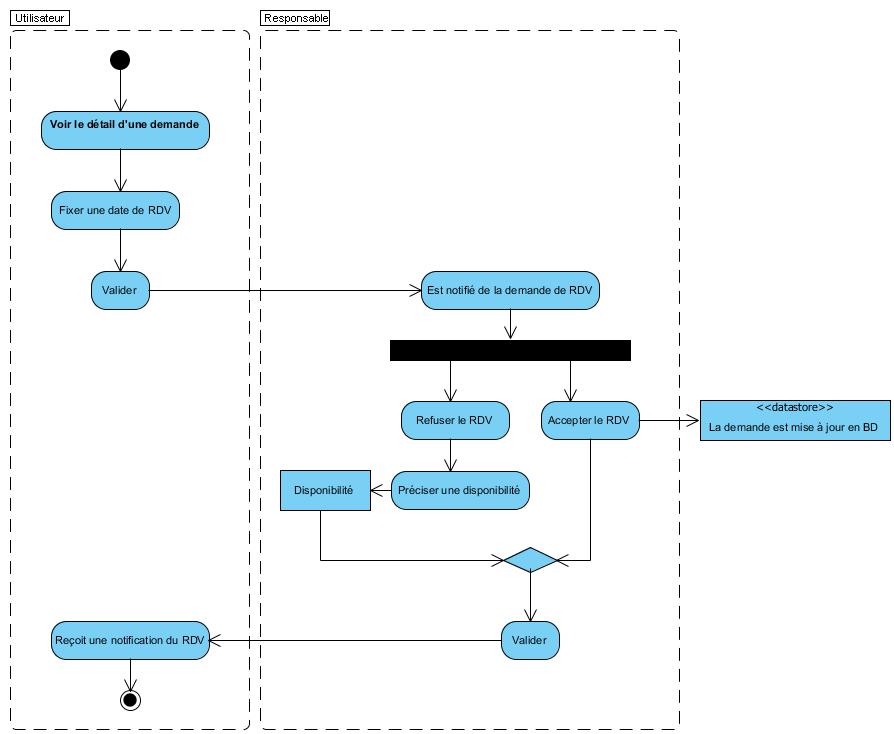 Utilisateur
Responsable
Voir le détail d'une demande
Fixer une date de RDV
Valider
Est notifié de la demande de RDV
Refuser le RDV
Accepter le RDV
<<datastore>>
La demande est mise à jour en BD
Disponibilité
Préciser une disponibilité
Reçoit une notification du RDV
Valider